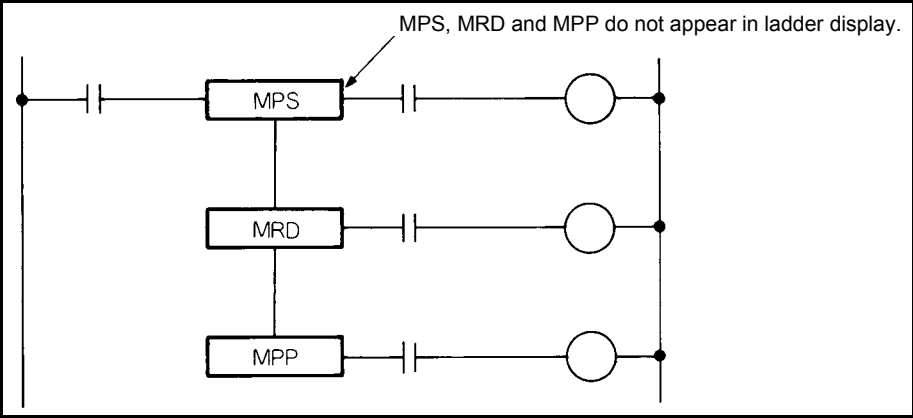 MPS, MRD and MPP do not appear in ladder display.
MPS
MRD
MPP